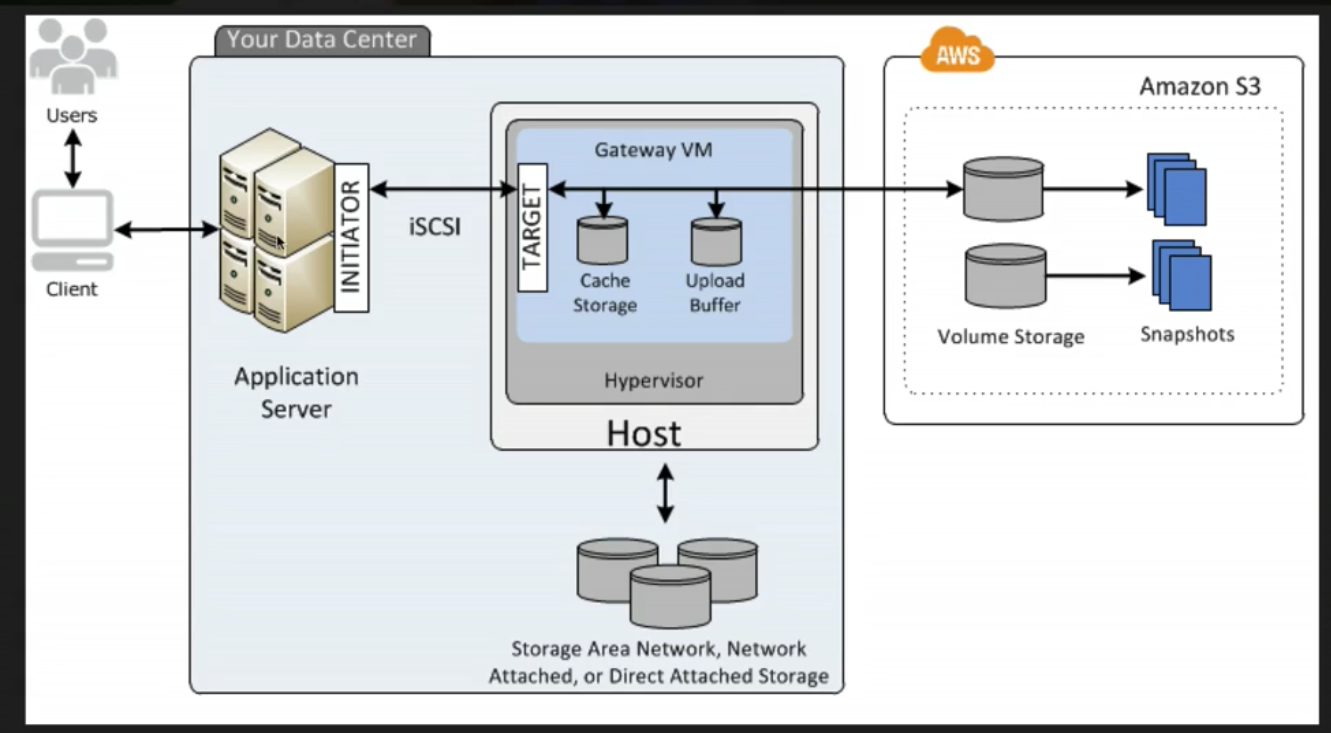 Your Data Center
AWS
Amazon S3
Users
Client
Application
Server
INITIATOR
iSCSI
TARGET
Gateway VM
Cache
Storage
Upload
Buffer
Hypervisor
Host
Storage Area Network, Network
Attached, or Direct Attached Storage
Volume Storage
Snapshots